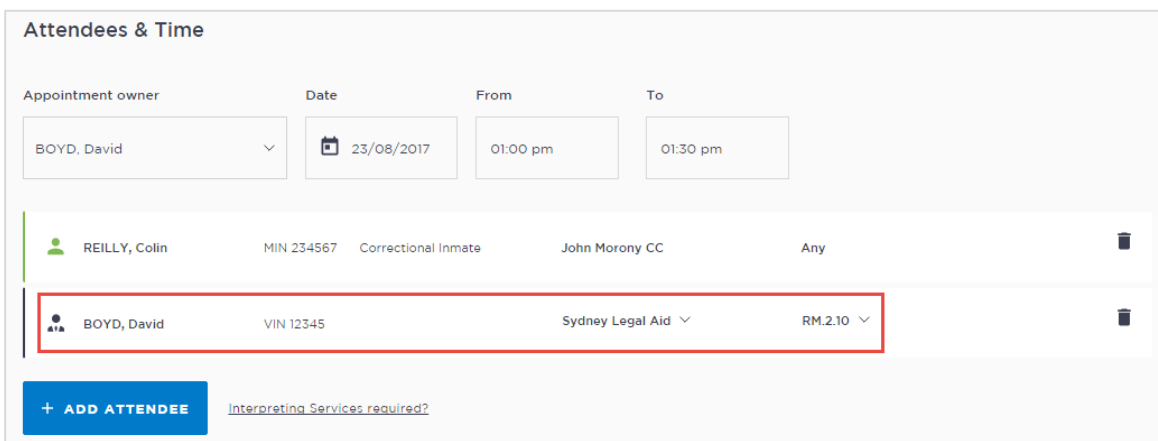 Attendees & Time
Appointment owner Date From To
BOYD, David 23/08/2017 01:00 pm 01:30 pm
REILLY, Colin MIN 234567 Correctional Inmate John Morony CC Any
BOYD, David VIN 12345 Sydney Legal Aid RM.2.10
+ ADD ATTENDEE Interpreting Services required?